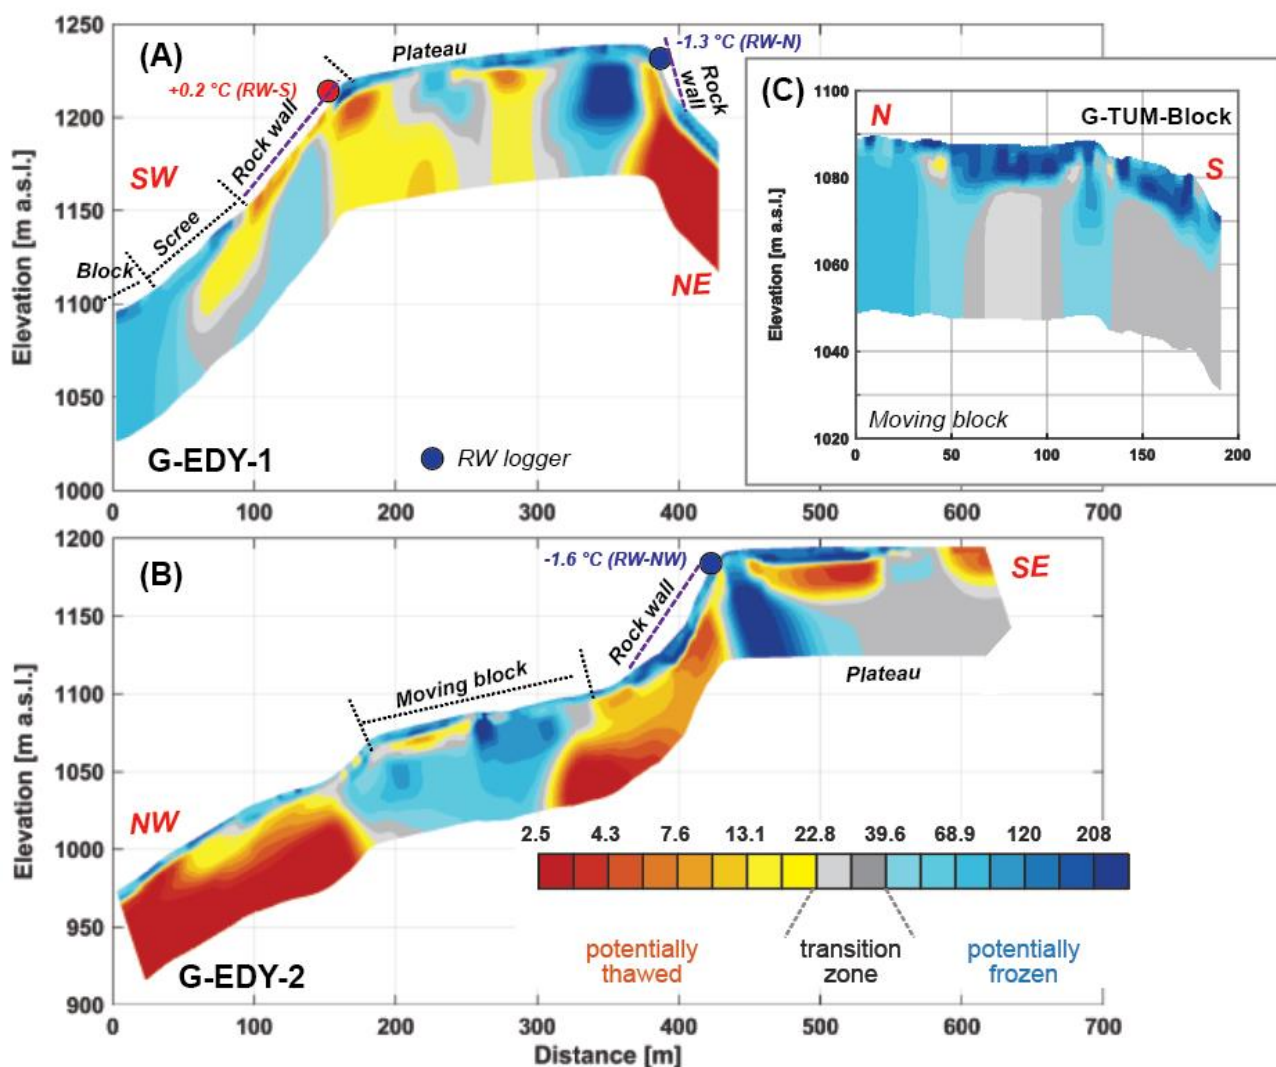 (A)
Plateau
-1.3 °C (RW-N)
+0.2 °C (RW-S)
Rock wall
Rock
wall
SW
Scree
Block
NE
G-EDY-1
RW logger
Elevation [m a.s.l.]
1250
1200
1150
1100
1050
1000
0 100 200 300 400 500 600 700
(C)
G-TUM-Block
N
S
Elevation [m a.s.l.]
1100
1080
1060
1040
1020
Moving block
0 50 100 150 200
(B)
-1.6 °C (RW-NW)
SE
Rock wall
Moving block
Plateau
NW
G-EDY-2
Elevation [m a.s.l.]
1200
1150
1100
1050
1000
950
900
2.5 4.3 7.6 13.1 22.8 39.6 68.9 120 208
potentially
thawed
transition
zone
potentially
frozen
0 100 200 300 400 500 600 700
Distance [m]